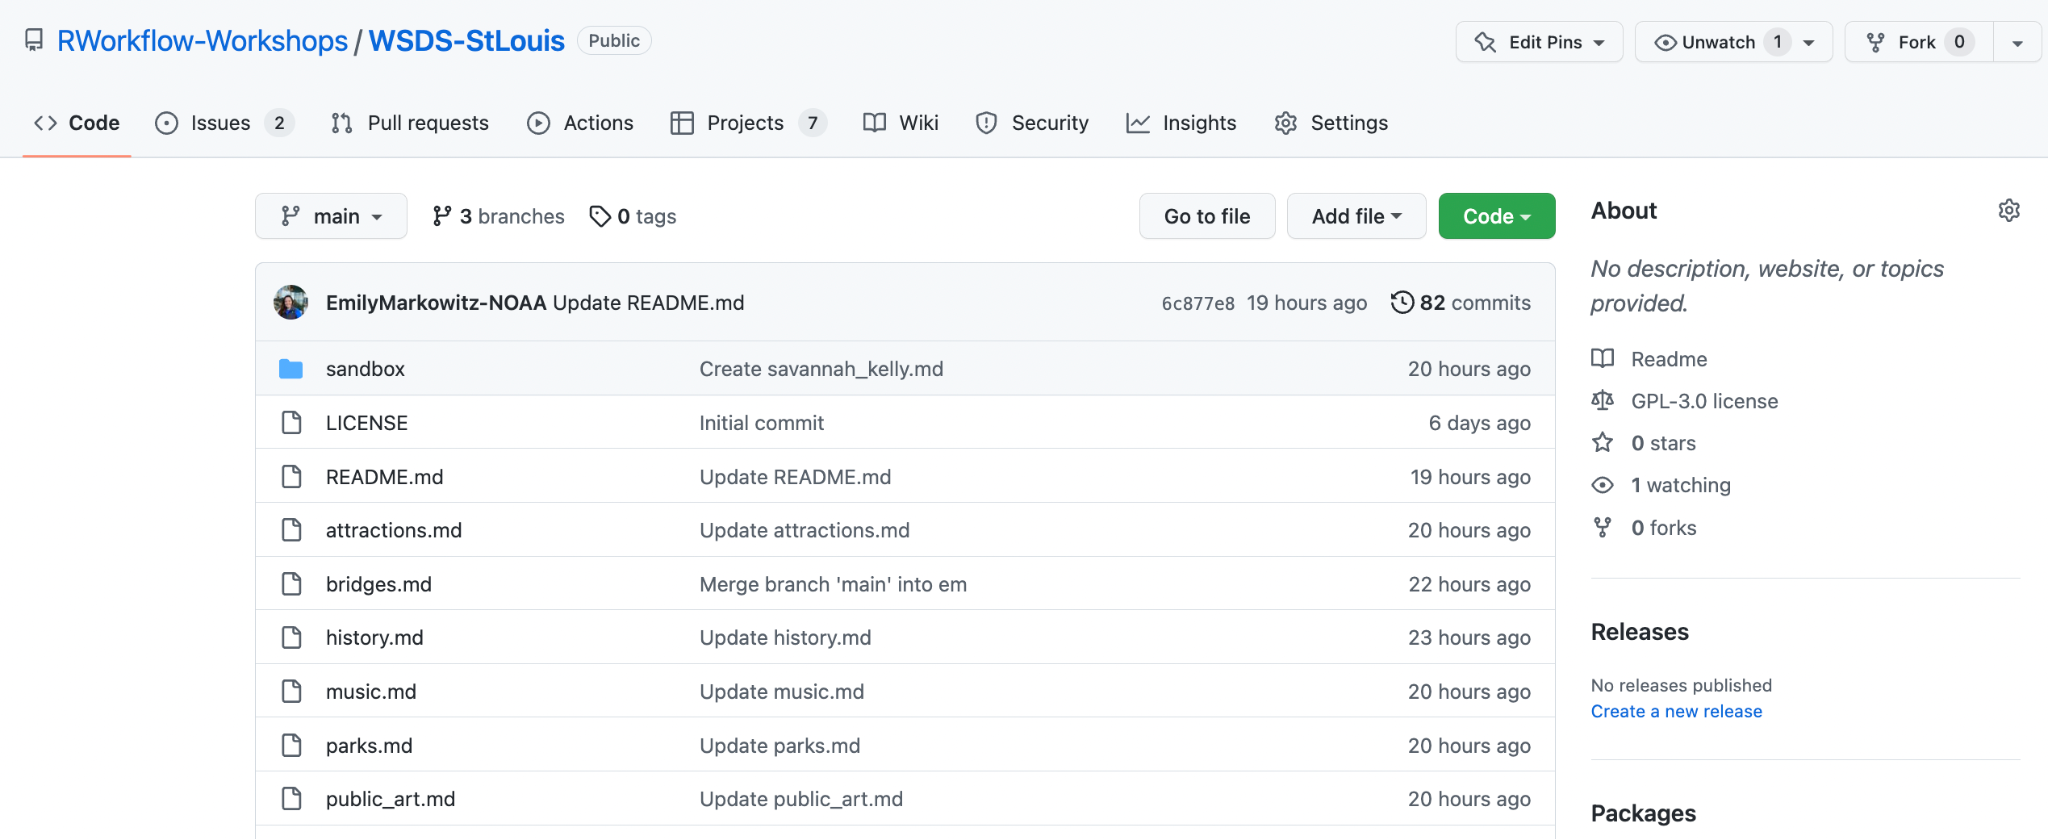 RWorkflow-Workshops / WSDS-StLouis Public Edit Pins Unwatch 1 Fork 0
Code Issues 2 Pull requests Actions Projects 7 Wiki Security Insights Settings
main 3 branches 0 tags Go to file Add file Code
EmilyMarkowitz-NOAA Update README.md 6c877e8 19 hours ago 82 commits
sandbox Create savannah_kelly.md 20 hours ago
LICENSE Initial commit 6 days ago
README.md Update README.md 19 hours ago
attractions.md Update attractions.md 20 hours ago
bridges.md Merge branch 'main' into em 22 hours ago
history.md Update history.md 23 hours ago
music.md Update music.md 20 hours ago
parks.md Update parks.md 20 hours ago
public_art.md Update public_art.md 20 hours ago
About
No description, website, or topics
provided.
Readme
GPL-3.0 license
0 stars
1 watching
0 forks
Releases
No releases published
Create a new release
Packages